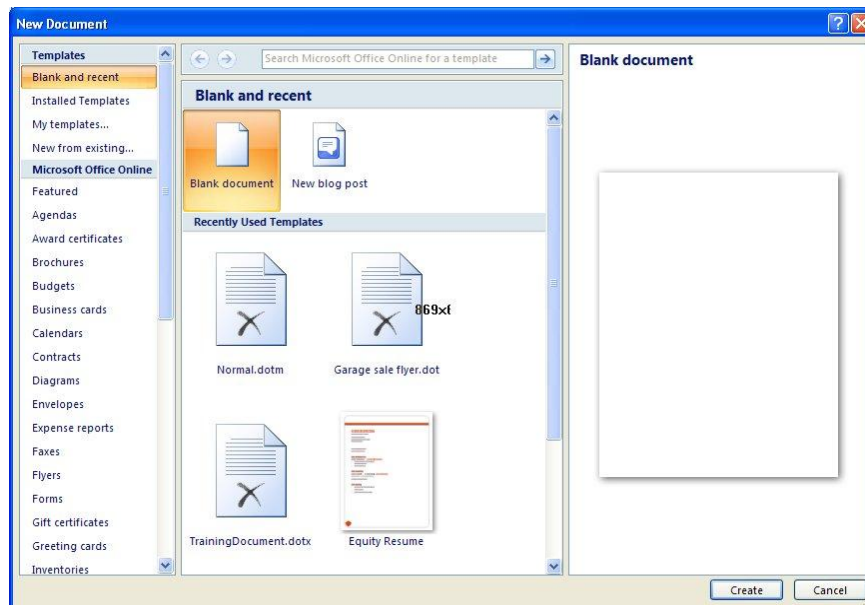 New Document
Templates
Blank and recent
Installed Templates
My templates...
New from existing...
Microsoft Office Online
Featured
Agendas
Award certificates
Brochures
Budgets
Business cards
Calendars
Contracts
Diagrams
Envelopes
Expense reports
Faxes
Flyers
Forms
Gift certificates
Greeting cards
Inventories
Search Microsoft Office Online for a template
Blank and recent
Blank document
New blog post
Recently Used Templates
869x
Normal.dotm
Garage sale flyer.dot
TrainingDocument.dotx
Equity Resume
Blank document
Create
Cancel